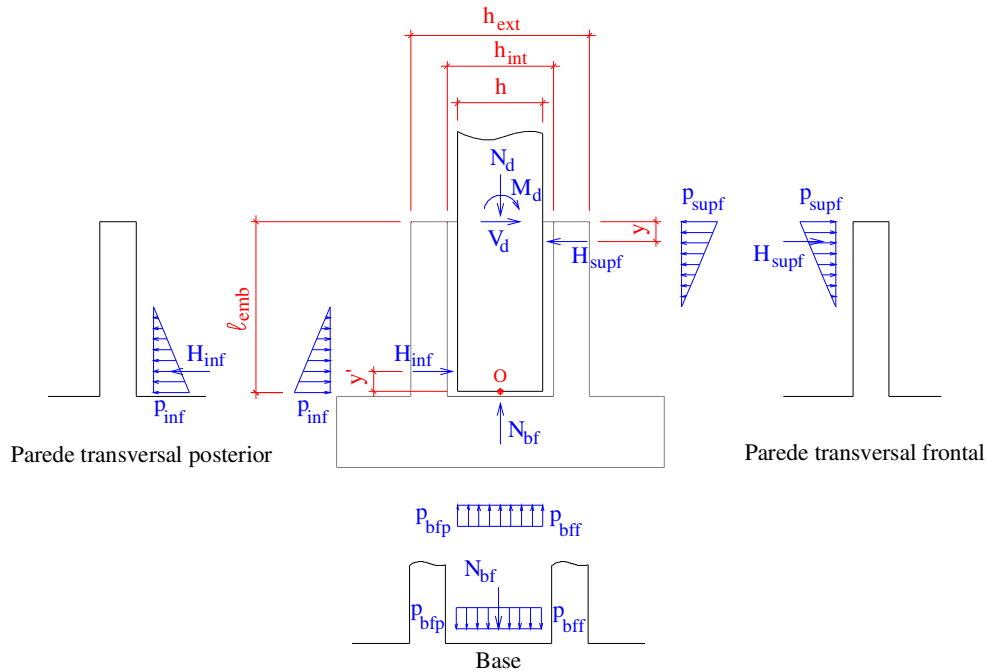 h_ext
h_int
h
N_d
M_d
V_d
H_supf
y
p_supf
p_supf
H_supf
ℓ_emb
H_inf
p_inf
p_inf
H_inf
y'
O
N_bf
Parede transversal posterior
Parede transversal frontal
p_bfp
p_bff
N_bf
p_bfp
p_bff
Base